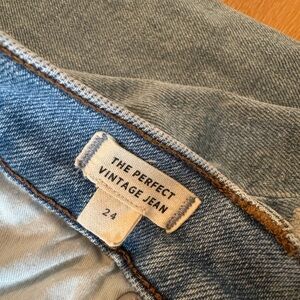 THE PERFECT
VINTAGE JEAN
24